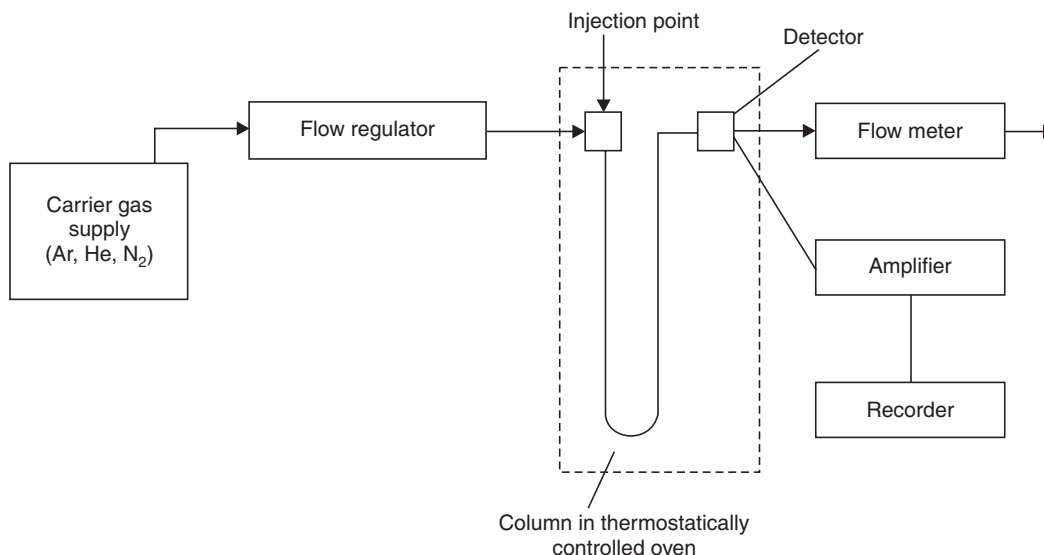 Injection point
Detector
Flow regulator
Flow meter
Carrier gas
supply
(Ar, He, N₂)
Amplifier
Recorder
Column in thermostatically
controlled oven